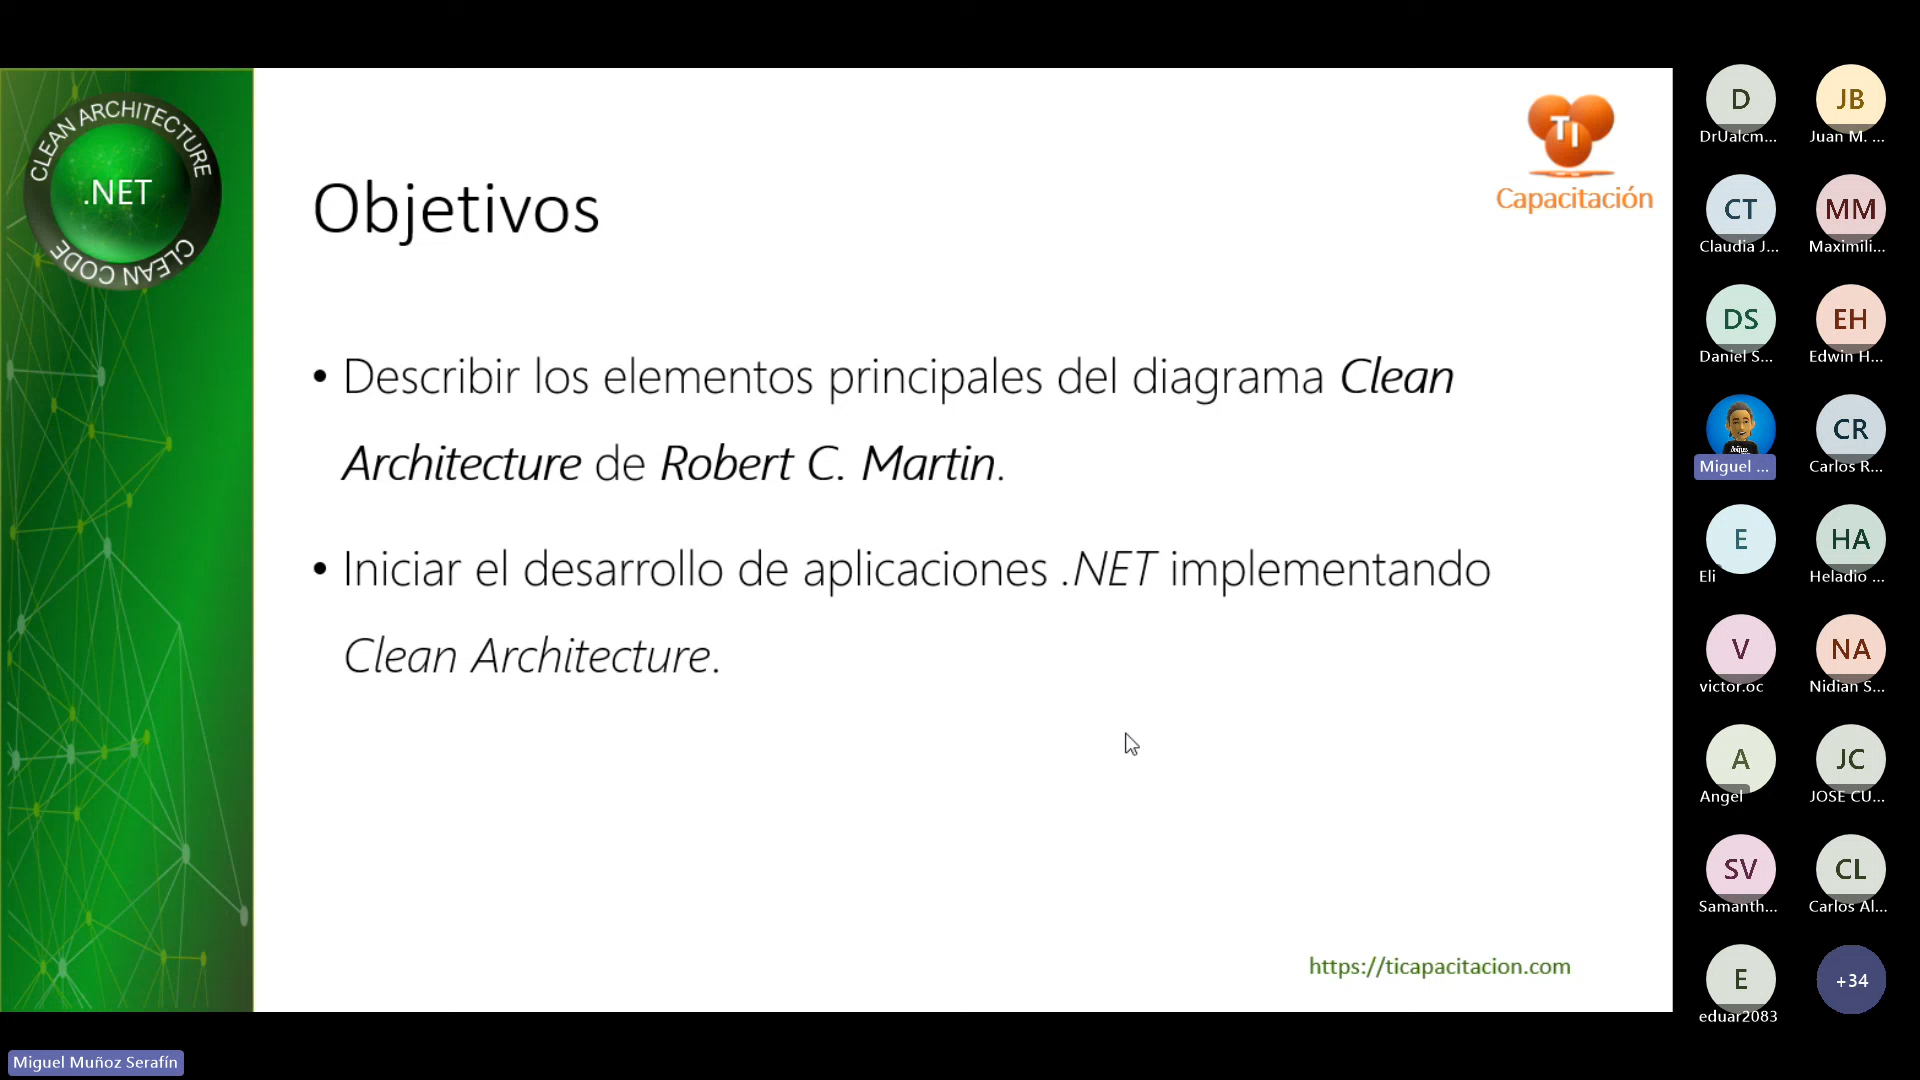 CLEAN ARCHITECTURE
.NET
CLEAN CODE
TI
Capacitación
Objetivos
• Describir los elementos principales del diagrama Clean
Architecture de Robert C. Martin.
• Iniciar el desarrollo de aplicaciones .NET implementando
Clean Architecture.
https://ticapacitacion.com
D
DrUalcm...
JB
Juan M. ...
CT
Claudia J...
MM
Maximili...
DS
Daniel S...
EH
Edwin H...
Miguel ...
CR
Carlos R...
E
Eli
HA
Heladio ...
V
victor.oc
NA
Nidian S...
A
Angel
JC
JOSE CU...
SV
Samanth...
CL
Carlos Al...
E
eduar2083
+34
Miguel Muñoz Serafín